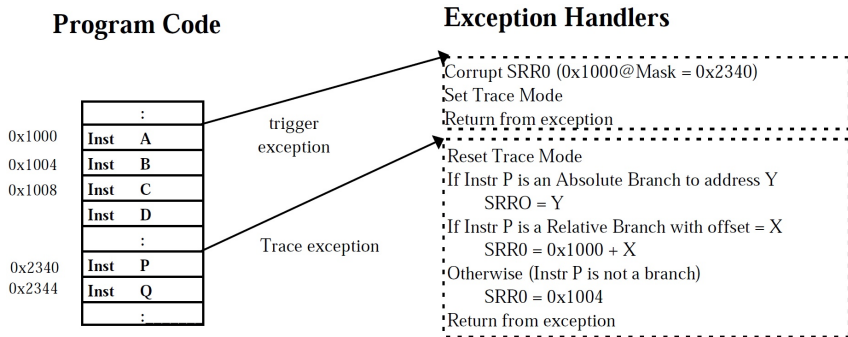 Program Code
:
0x1000 Inst A
0x1004 Inst B
0x1008 Inst C
Inst D
:
0x2340 Inst P
0x2344 Inst Q
:
trigger
exception
Trace exception
Exception Handlers
Corrupt SRR0 (0x1000@Mask = 0x2340)
Set Trace Mode
Return from exception
Reset Trace Mode
If Instr P is an Absolute Branch to address Y
SRRO = Y
If Instr P is a Relative Branch with offset = X
SRR0 = 0x1000 + X
Otherwise (Instr P is not a branch)
SRR0 = 0x1004
Return from exception